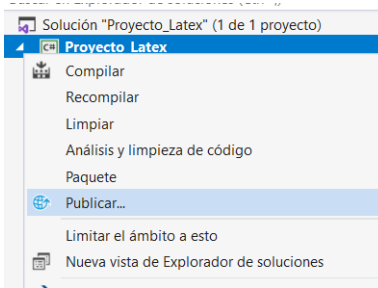 Solución "Proyecto_Latex" (1 de 1 proyecto)
C# Proyecto_Latex
Compilar
Recompilar
Limpiar
Análisis y limpieza de código
Paquete
Publicar...
Limitar el ámbito a esto
Nueva vista de Explorador de soluciones